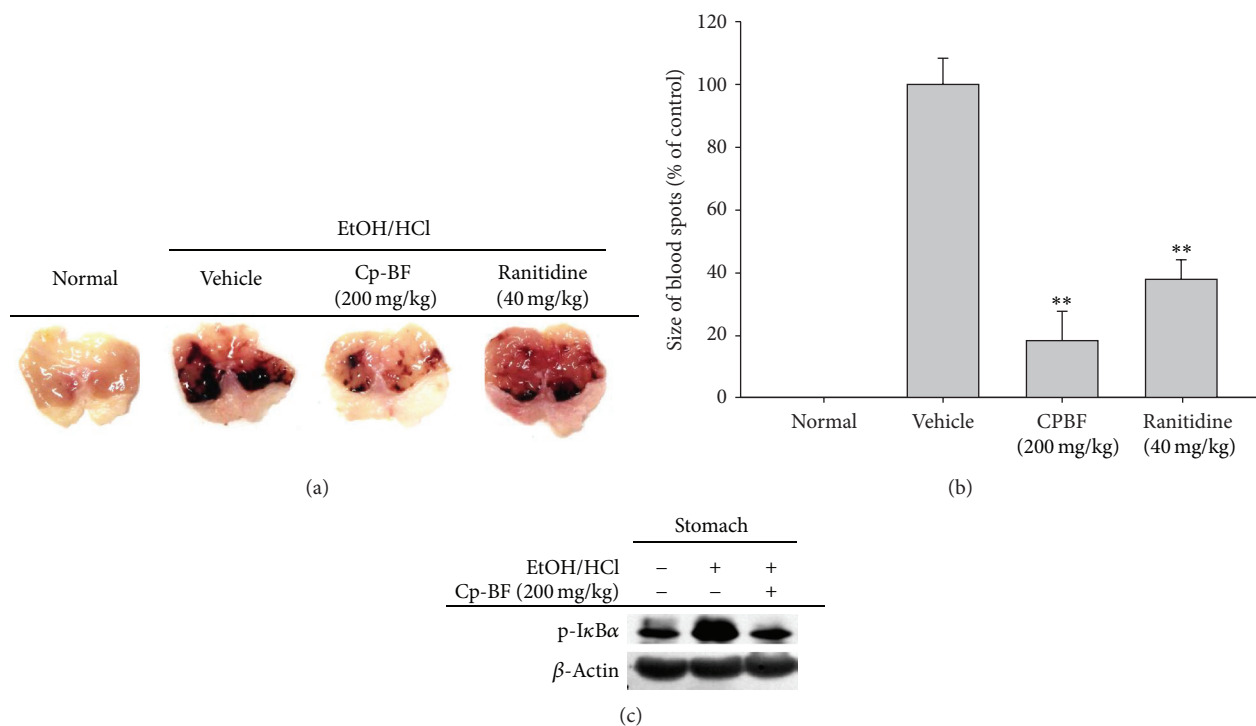 EtOH/HCl
Normal
Vehicle
Cp-BF
(200 mg/kg)
Ranitidine
(40 mg/kg)
(a)
Size of blood spots (% of control)
120
100
80
60
40
20
0
**
**
Normal
Vehicle
CPBF
(200 mg/kg)
Ranitidine
(40 mg/kg)
(b)
Stomach
EtOH/HCl – + +
Cp-BF (200 mg/kg) – – +
p-IκBα
β-Actin
(c)